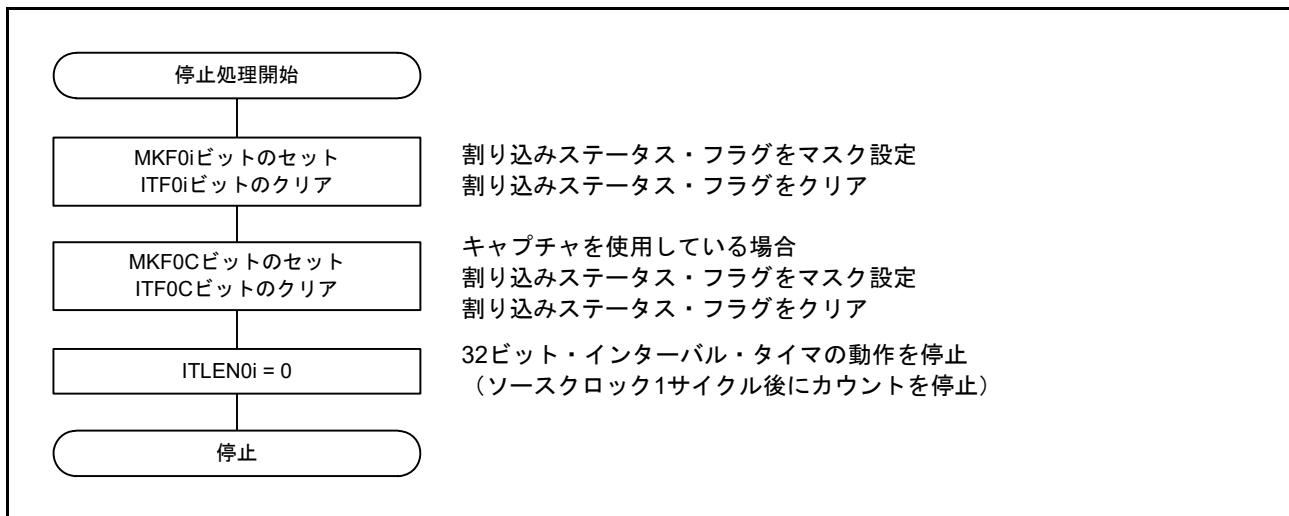 停止処理開始
MKF0iビットのセット
ITF0iビットのクリア
割り込みステータス・フラグをマスク設定
割り込みステータス・フラグをクリア
MKF0Cビットのセット
ITF0Cビットのクリア
キャプチャを使用している場合
割り込みステータス・フラグをマスク設定
割り込みステータス・フラグをクリア
ITLEN0i = 0
32ビット・インターバル・タイマの動作を停止
（ソースクロック1サイクル後にカウントを停止）
停止